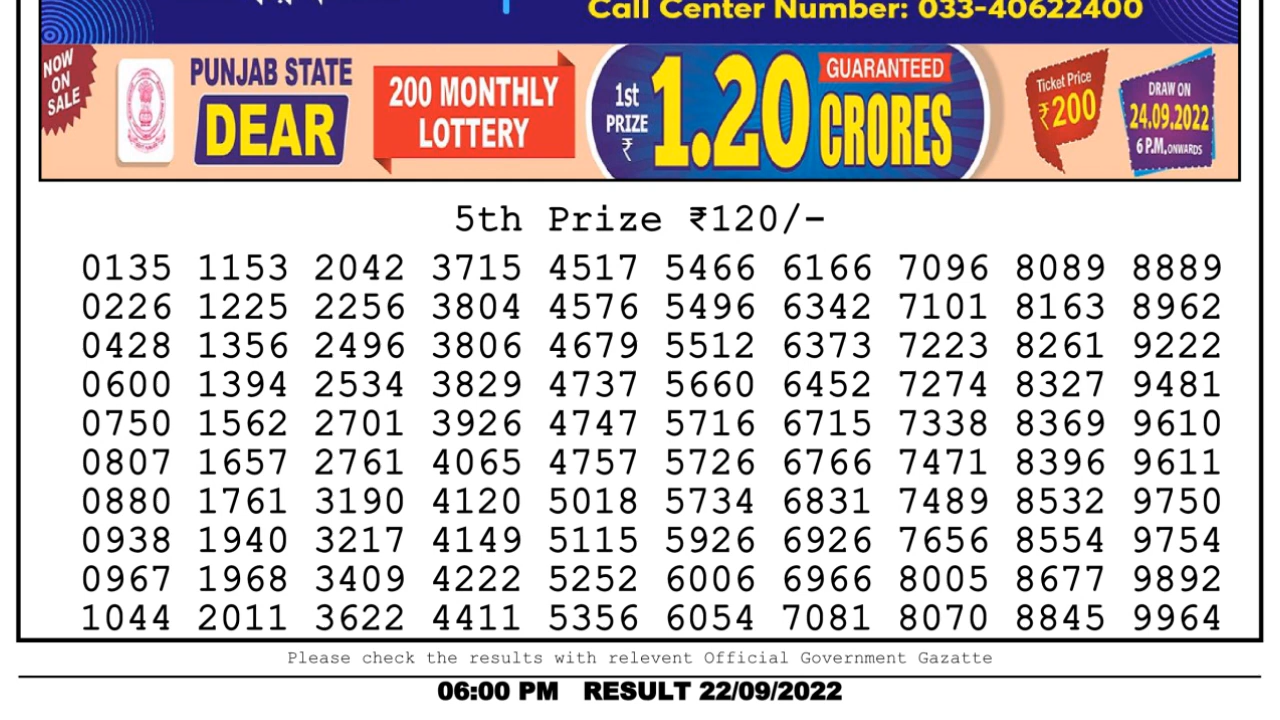 Call Center Number: 033-40622400
NOW ON SALE
PUNJAB STATE
DEAR
200 MONTHLY
LOTTERY
1st PRIZE ₹
1.20
GUARANTEED
CRORES
Ticket Price
₹200
DRAW ON
24.09.2022
6 P.M. ONWARDS
5th Prize ₹120/-
0135 1153 2042 3715 4517 5466 6166 7096 8089 8889
0226 1225 2256 3804 4576 5496 6342 7101 8163 8962
0428 1356 2496 3806 4679 5512 6373 7223 8261 9222
0600 1394 2534 3829 4737 5660 6452 7274 8327 9481
0750 1562 2701 3926 4747 5716 6715 7338 8369 9610
0807 1657 2761 4065 4757 5726 6766 7471 8396 9611
0880 1761 3190 4120 5018 5734 6831 7489 8532 9750
0938 1940 3217 4149 5115 5926 6926 7656 8554 9754
0967 1968 3409 4222 5252 6006 6966 8005 8677 9892
1044 2011 3622 4411 5356 6054 7081 8070 8845 9964
Please check the results with relevent Official Government Gazatte
06:00 PM RESULT 22/09/2022